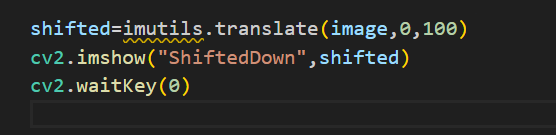 shifted=imutils.translate(image,0,100)
cv2.imshow("ShiftedDown",shifted)
cv2.waitKey(0)